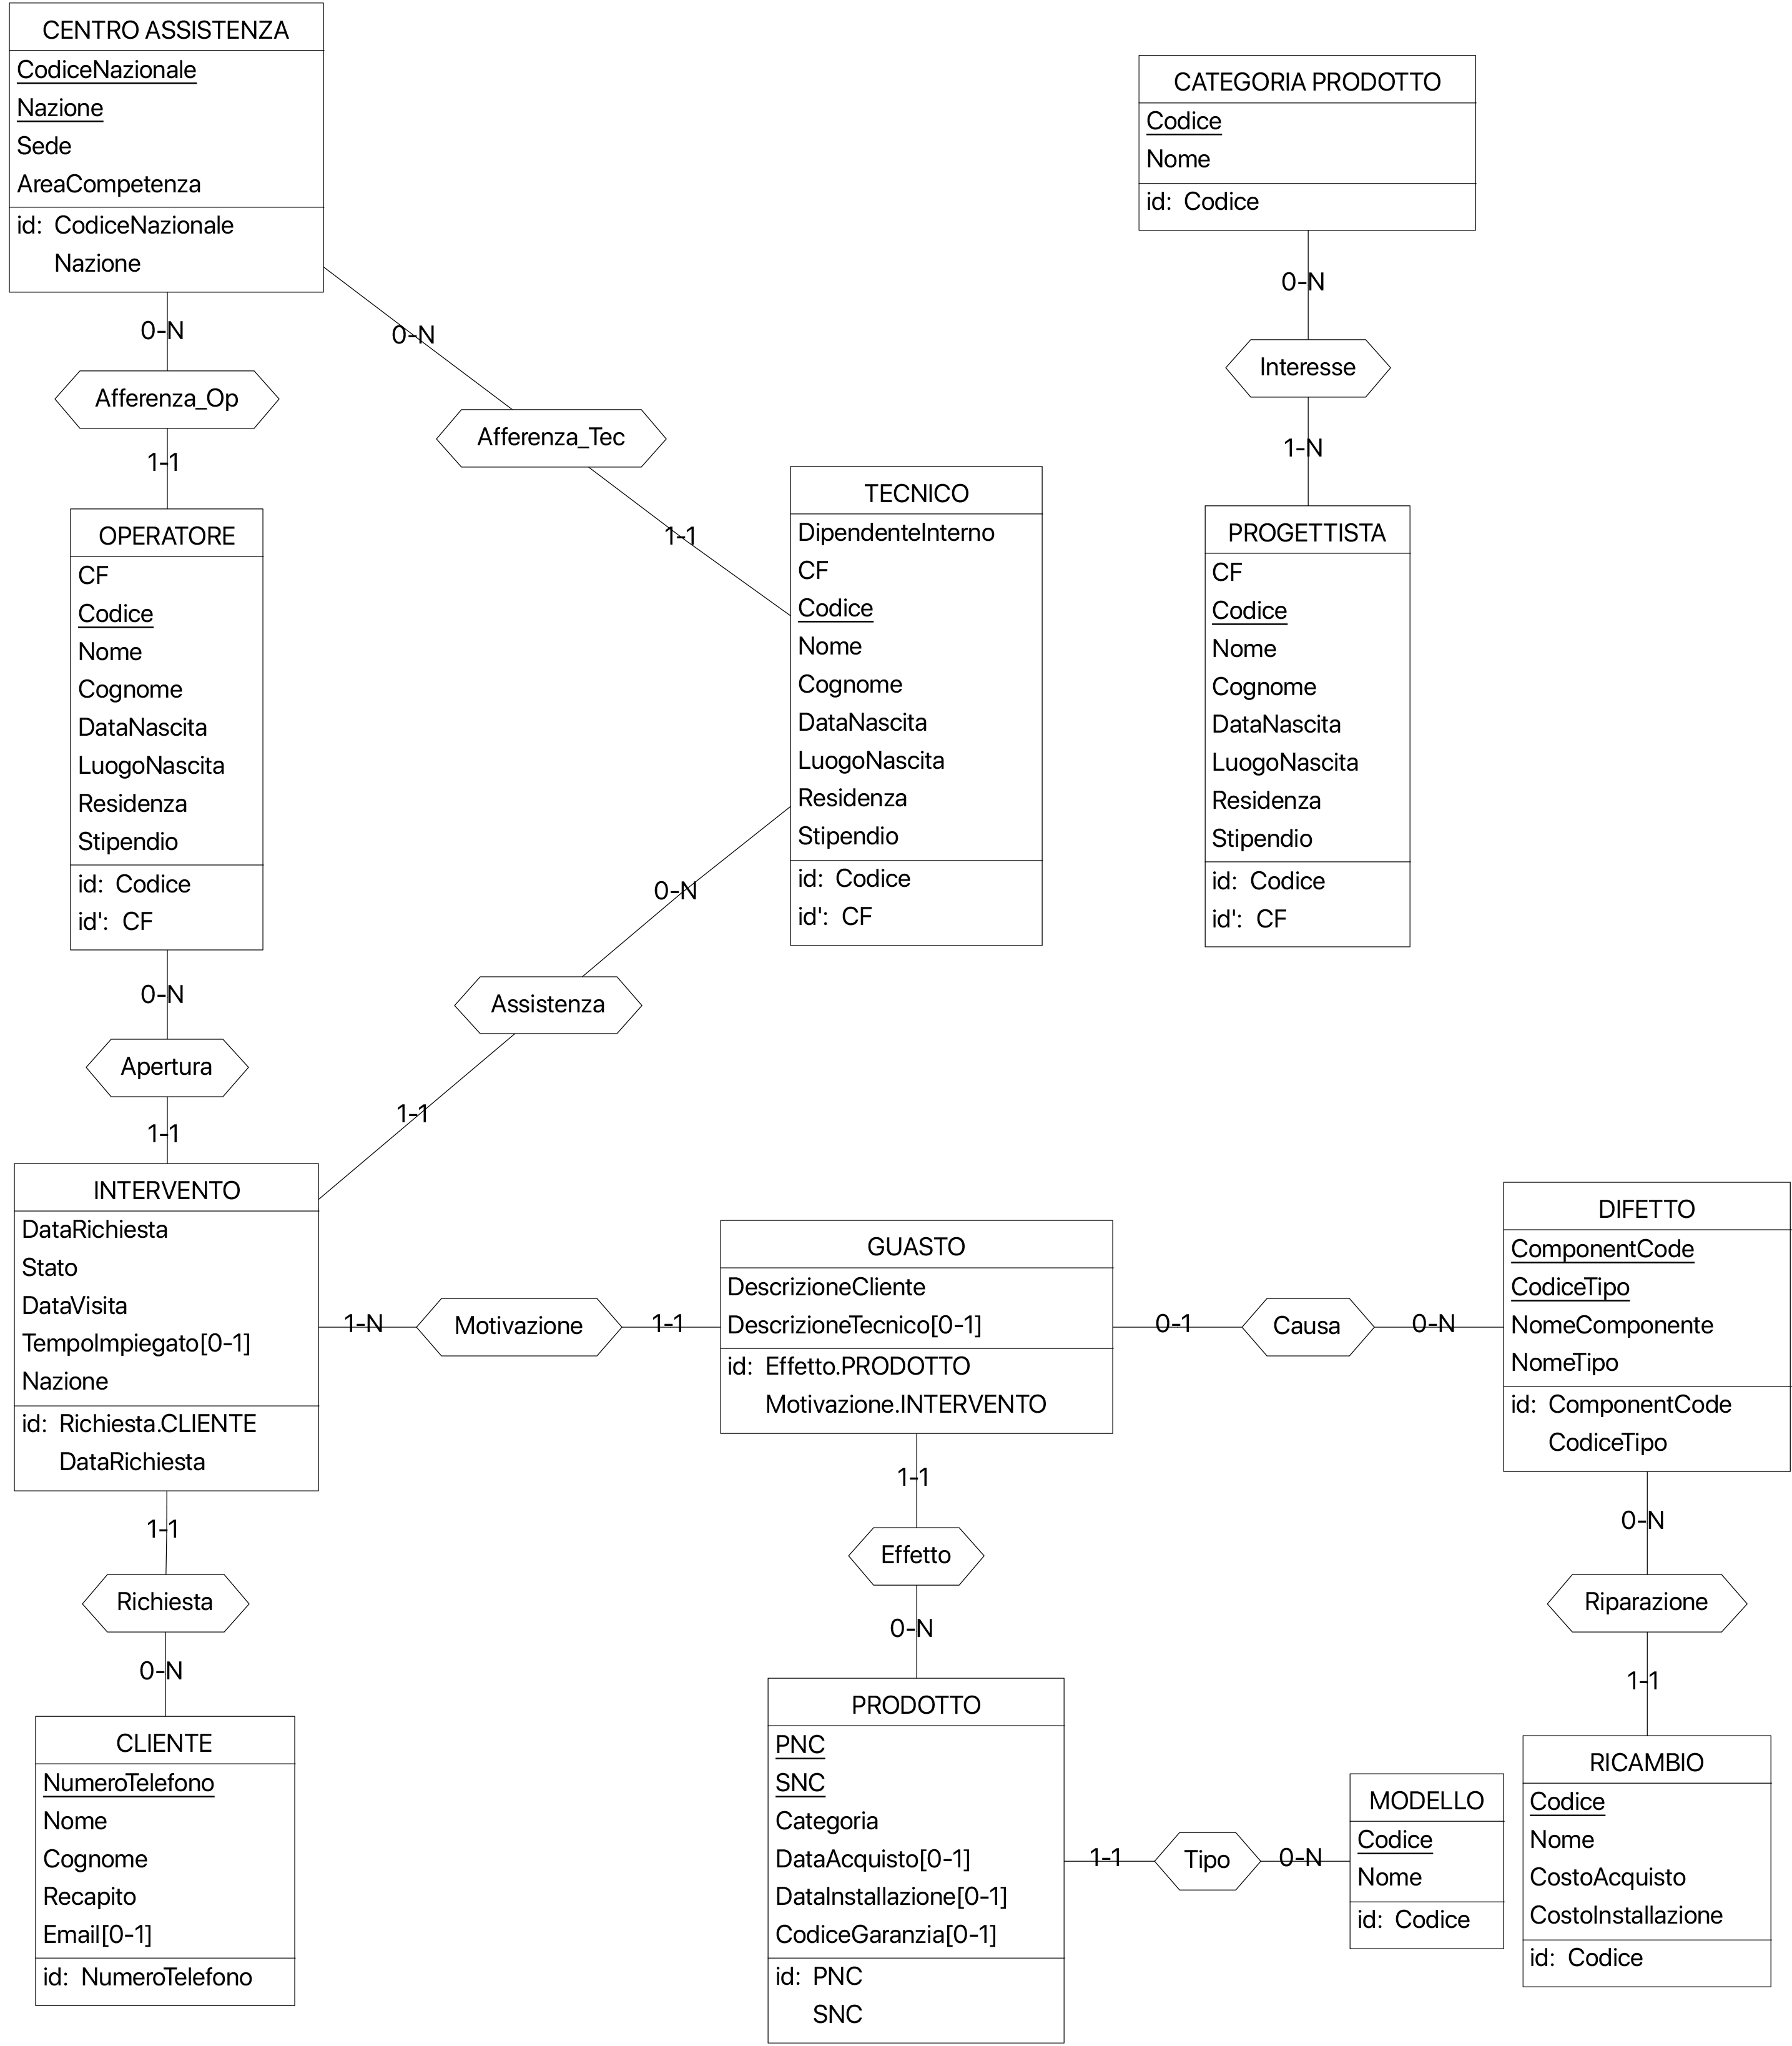 CENTRO ASSISTENZA
CodiceNazionale
Nazione
Sede
AreaCompetenza
id: CodiceNazionale
Nazione
0-N
0-N
Afferenza_Op
Afferenza_Tec
1-1
1-1
CATEGORIA PRODOTTO
Codice
Nome
id: Codice
0-N
Interesse
1-N
OPERATORE
CF
Codice
Nome
Cognome
DataNascita
LuogoNascita
Residenza
Stipendio
id: Codice
id': CF
TECNICO
DipendenteInterno
CF
Codice
Nome
Cognome
DataNascita
LuogoNascita
Residenza
Stipendio
id: Codice
id': CF
PROGETTISTA
CF
Codice
Nome
Cognome
DataNascita
LuogoNascita
Residenza
Stipendio
id: Codice
id': CF
0-N
Apertura
1-1
0-N
Assistenza
1-1
INTERVENTO
DataRichiesta
Stato
DataVisita
TempoImpiegato[0-1]
Nazione
id: Richiesta.CLIENTE
DataRichiesta
1-N
Motivazione
1-1
GUASTO
DescrizioneCliente
DescrizioneTecnico[0-1]
id: Effetto.PRODOTTO
Motivazione.INTERVENTO
0-1
Causa
0-N
DIFETTO
ComponentCode
CodiceTipo
NomeComponente
NomeTipo
id: ComponentCode
CodiceTipo
1-1
Richiesta
0-N
1-1
Effetto
0-N
0-N
Riparazione
1-1
CLIENTE
NumeroTelefono
Nome
Cognome
Recapito
Email[0-1]
id: NumeroTelefono
PRODOTTO
PNC
SNC
Categoria
DataAcquisto[0-1]
DataInstallazione[0-1]
CodiceGaranzia[0-1]
id: PNC
SNC
1-1
Tipo
0-N
MODELLO
Codice
Nome
id: Codice
RICAMBIO
Codice
Nome
CostoAcquisto
CostoInstallazione
id: Codice